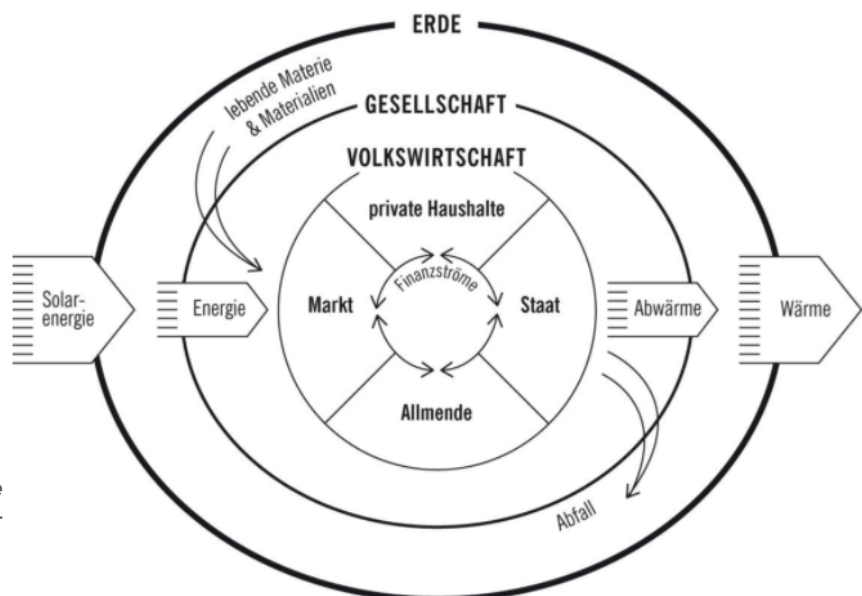 ERDE
lebende Materie
& Materialien
GESELLSCHAFT
VOLKSWIRTSCHAFT
private Haushalte
Finanzströme
Solar-
energie
Energie
Markt
Staat
Abwärme
Wärme
Allmende
e
-
Abfall